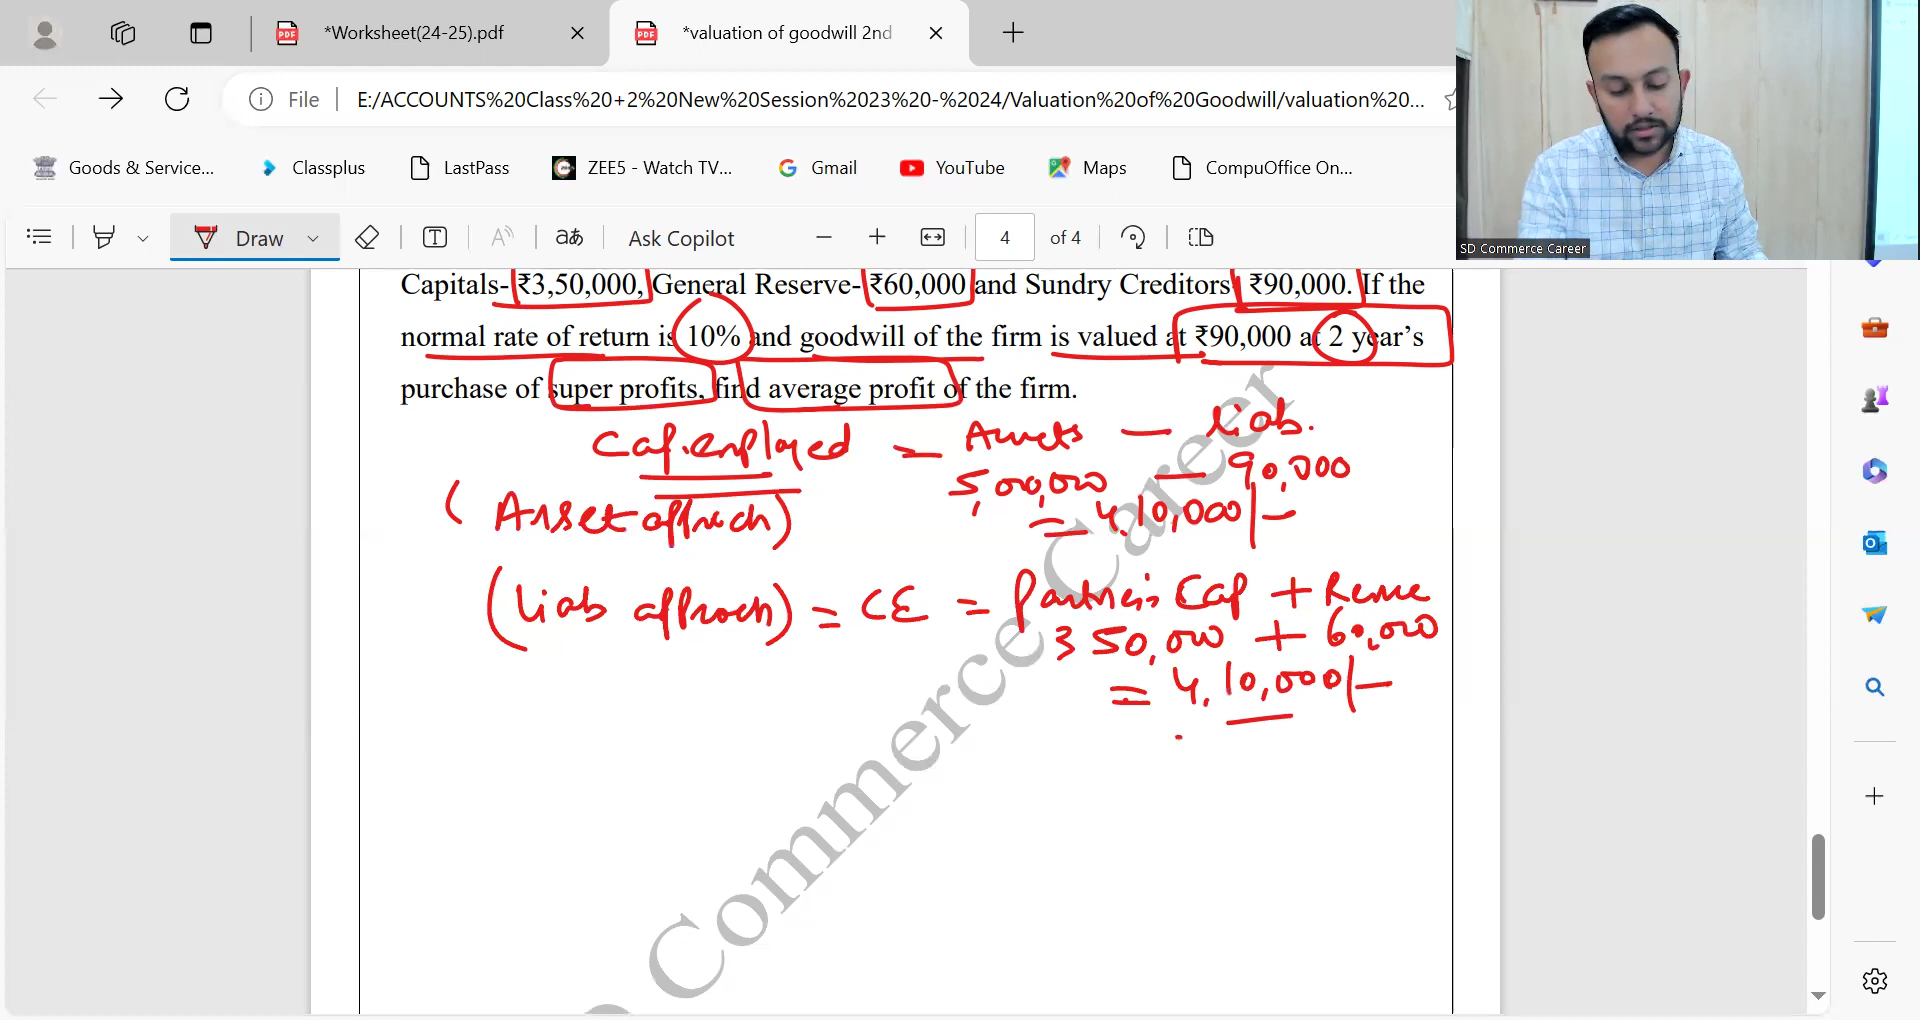 *Worksheet(24-25).pdf
*valuation of goodwill 2nd
File
E:/ACCOUNTS%20Class%20+2%20New%20Session%202023%20-%2024/Valuation%20of%20Goodwill/valuation%20...
Goods & Service...
Classplus
LastPass
ZEE5 - Watch TV...
Gmail
YouTube
Maps
CompuOffice On...
SD Commerce Career
Draw
Ask Copilot
4 of 4
Capitals- ₹3,50,000, General Reserve- ₹60,000 and Sundry Creditors- ₹90,000. If the
normal rate of return is 10% and goodwill of the firm is valued at ₹90,000 at 2 year's
purchase of super profits, find average profit of the firm.
Cap.employed = Assets - liab.
5,00,000 - 90,000
(Asset approch)
= 4,10,000/-
(liab approch) = CE = Partner's Cap + Reserve
350,000 + 60,000
= 4,10,000/-
Commerce Career